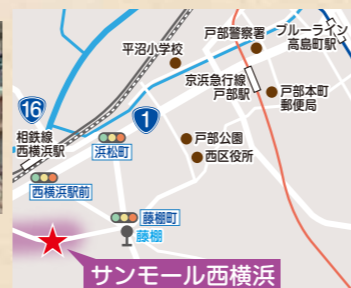 戸部警察署
ブルーライン
高島町駅
平沼小学校
京浜急行線
戸部駅
戸部本町
郵便局
16
1
相鉄線
西横浜駅
浜松町
戸部公園
西区役所
西横浜駅前
藤棚町
藤棚
サンモール西横浜